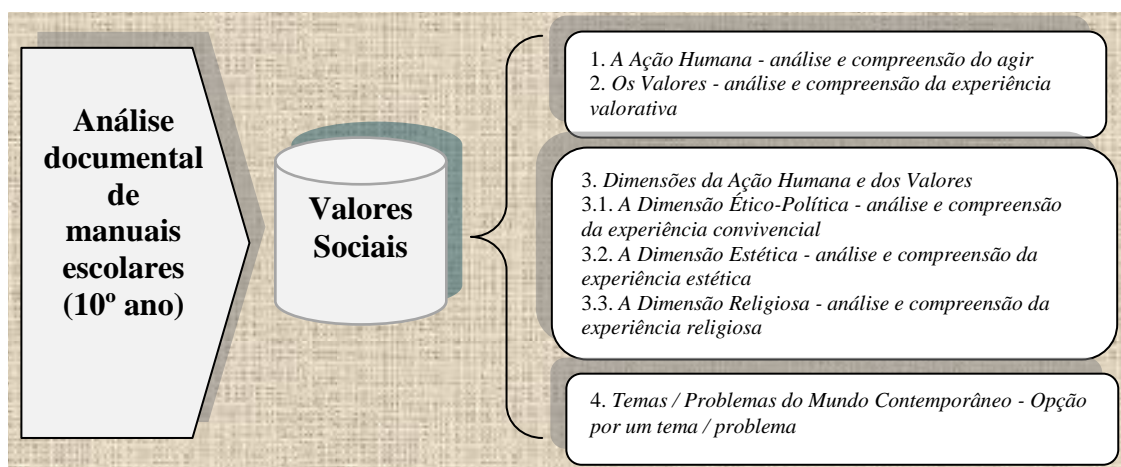 Análise
documental
de
manuais
escolares
(10º ano)
Valores
Sociais
1. A Ação Humana - análise e compreensão do agir
2. Os Valores - análise e compreensão da experiência
valorativa
3. Dimensões da Ação Humana e dos Valores
3.1. A Dimensão Ético-Política - análise e compreensão
da experiência convivencial
3.2. A Dimensão Estética - análise e compreensão da
experiência estética
3.3. A Dimensão Religiosa - análise e compreensão da
experiência religiosa
4. Temas / Problemas do Mundo Contemporâneo - Opção
por um tema / problema